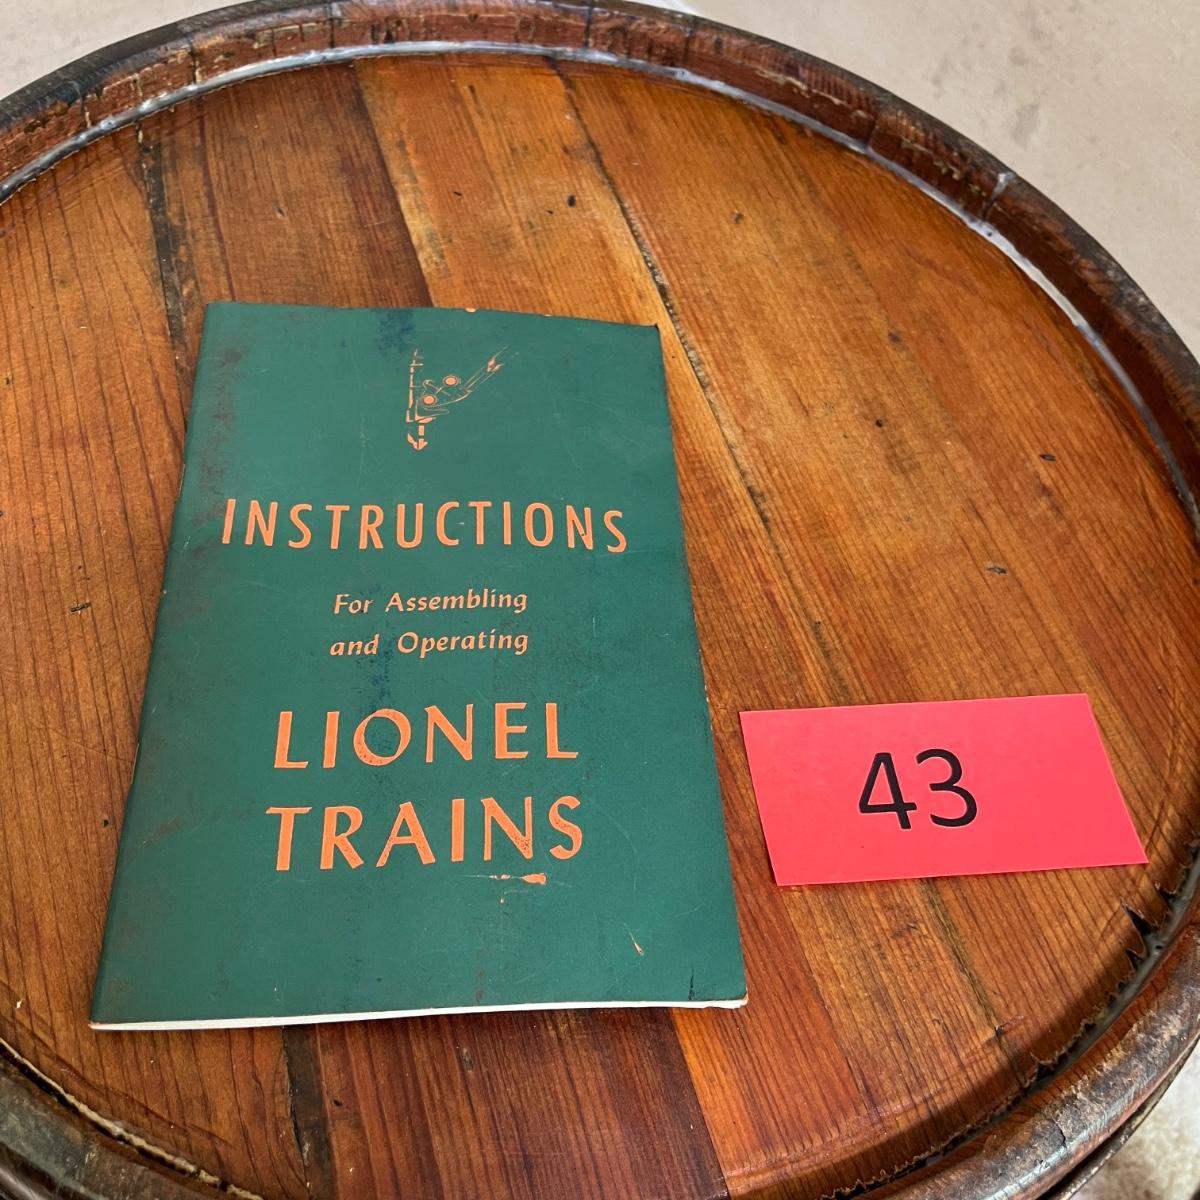 INSTRUCTIONS
For Assembling
and Operating
LIONEL
TRAINS
43